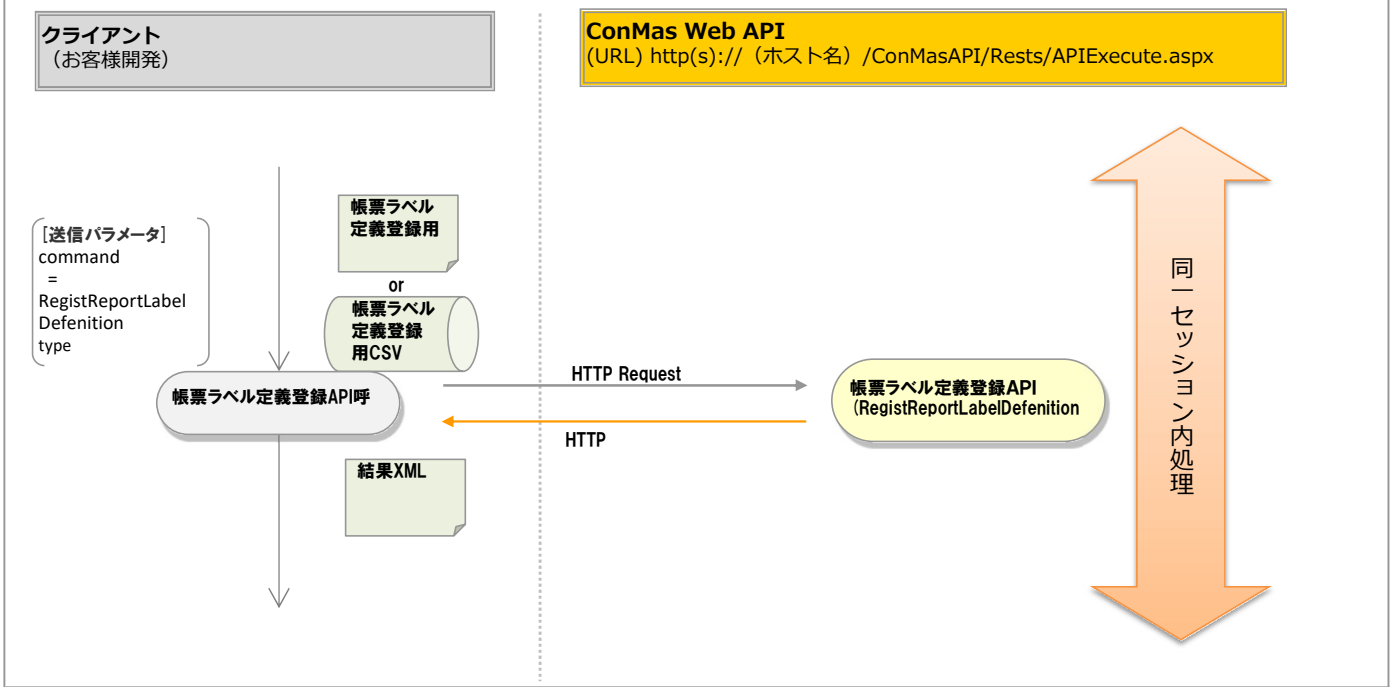 クライアント
（お客様開発）
ConMas Web API
(URL) http(s)://（ホスト名）/ConMasAPI/Rests/APIExecute.aspx
[送信パラメータ]
command
=
RegistReportLabel
Defenition
type
帳票ラベル
定義登録用
or
帳票ラベル
定義登録
用CSV
帳票ラベル定義登録API呼
HTTP Request
HTTP
帳票ラベル定義登録API
（RegistReportLabelDefenition
結果XML
同一セッション内処理